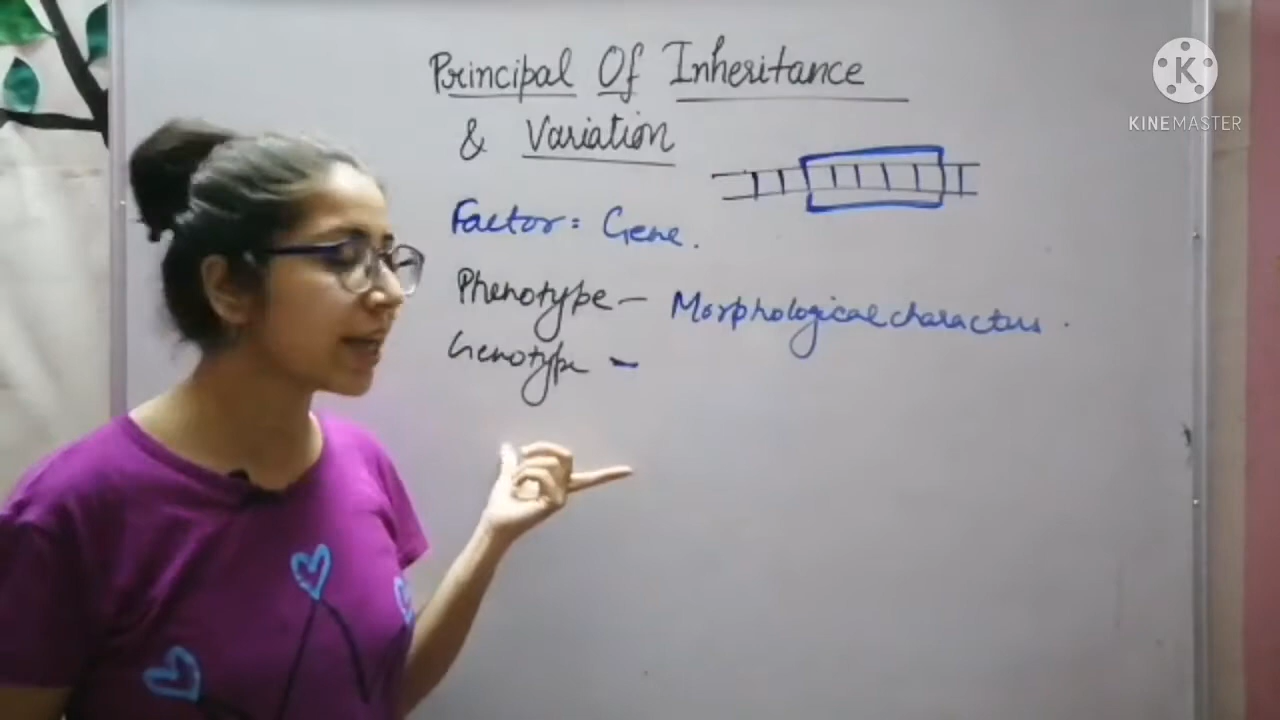 Principal Of Inheritance
& Variation
Factor = Gene.
Phenotype - Morphological characters.
Genotype -
KINEMASTER